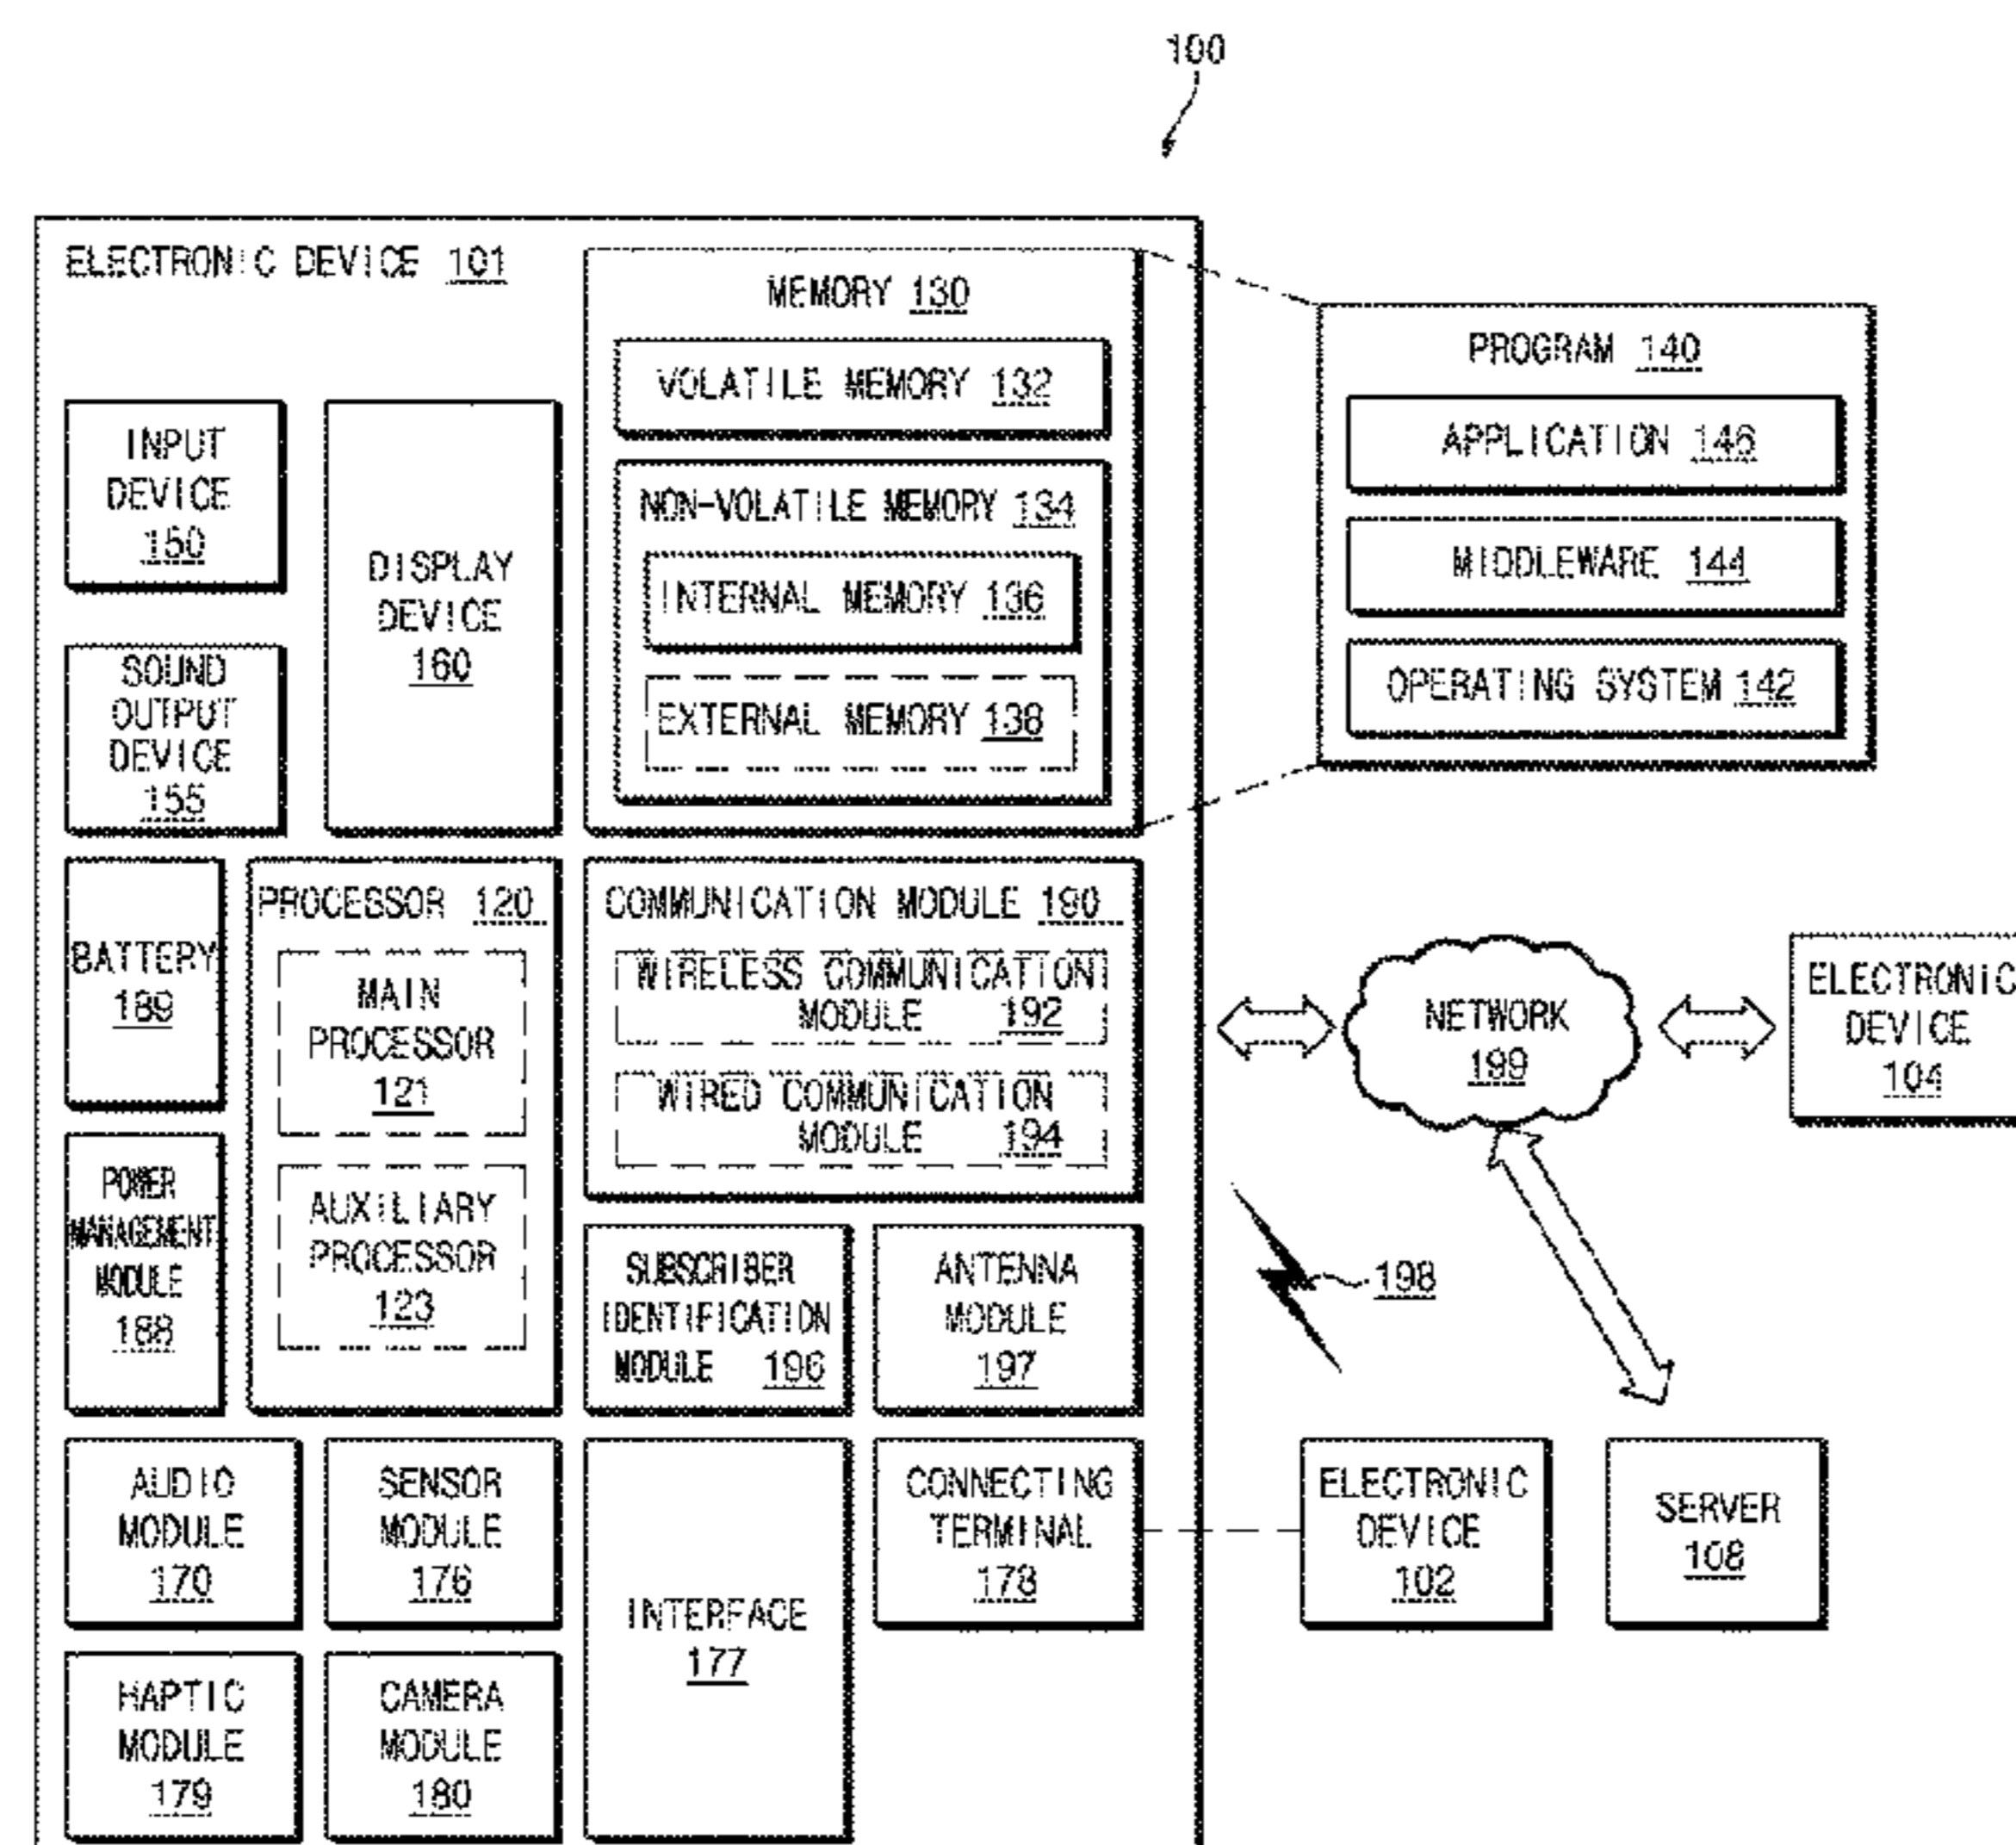 100
ELECTRONIC DEVICE 101
MEMORY 130
VOLATILE MEMORY 132
NON-VOLATILE MEMORY 134
INTERNAL MEMORY 136
EXTERNAL MEMORY 138
PROGRAM 140
APPLICATION 146
MIDDLEWARE 144
OPERATING SYSTEM 142
INPUT
DEVICE
150
SOUND
OUTPUT
DEVICE
155
DISPLAY
DEVICE
160
BATTERY
189
POWER
MANAGEMENT
MODULE
188
PROCESSOR 120
MAIN
PROCESSOR
121
AUXILIARY
PROCESSOR
123
COMMUNICATION MODULE 190
WIRELESS COMMUNICATION
MODULE 192
WIRED COMMUNICATION
MODULE 194
SUBSCRIBER
IDENTIFICATION
MODULE 196
ANTENNA
MODULE
197
NETWORK
199
ELECTRONIC
DEVICE
104
198
AUDIO
MODULE
170
SENSOR
MODULE
176
INTERFACE
177
CONNECTING
TERMINAL
178
ELECTRONIC
DEVICE
102
SERVER
108
HAPTIC
MODULE
179
CAMERA
MODULE
180